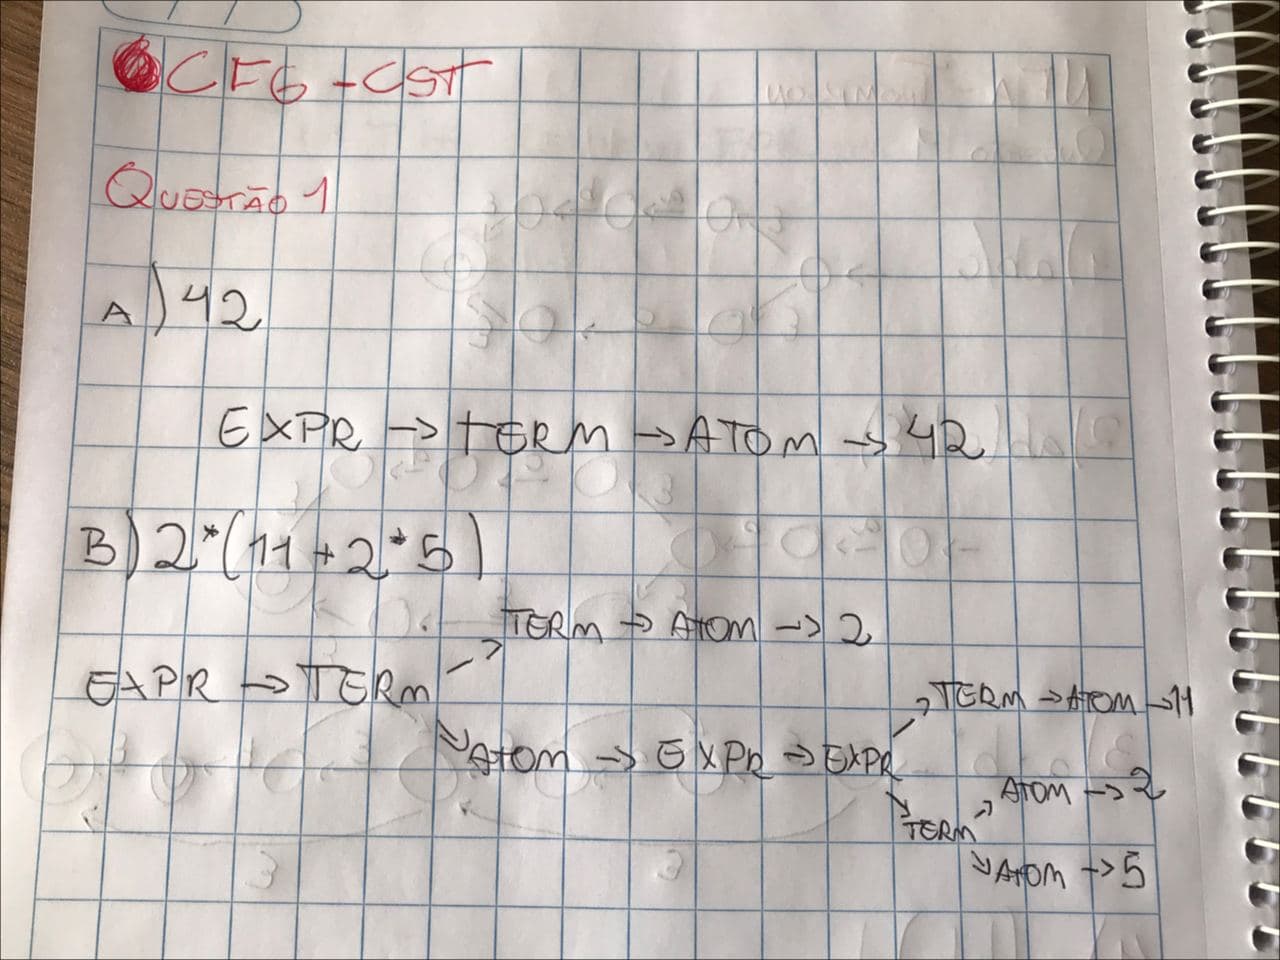 CFG - CST
QUESTÃO 1
A) 42
EXPR -> TERM -> ATOM -> 42
B) 2*(11+2*5)
TERM -> ATOM -> 2
EXPR -> TERM
TERM -> ATOM -> 11
ATOM -> EXPR -> EXPR
ATOM -> 2
TERM
ATOM -> 5